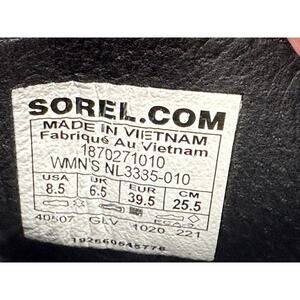 SOREL.COM
MADE IN VIETNAM
Fabriqué Au Vietnam
1870271010
WMN'S NL3335-010
USA UK EUR CM
8.5 6.5 39.5 25.5
40507 GLV 1020 221
192660545776